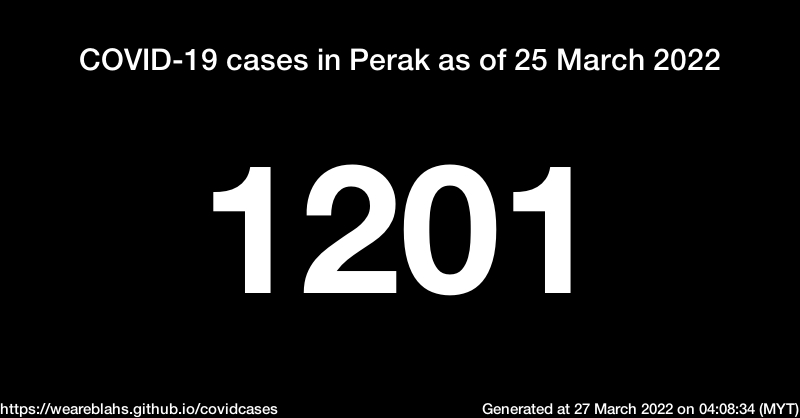 COVID-19 cases in Perak as of 25 March 2022
1201
https://weareblahs.github.io/covidcases
Generated at 27 March 2022 on 04:08:34 (MYT)